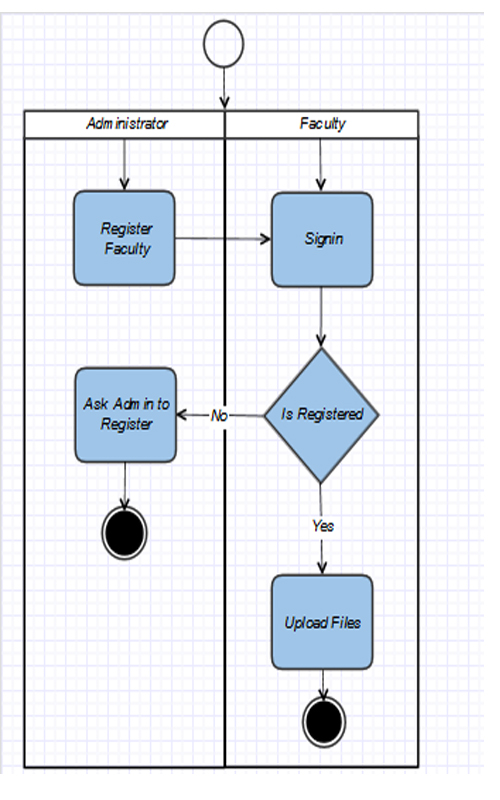 Administrator
Faculty
Register
Faculty
Signin
Ask Admin to
Register
No
Is Registered
Yes
Upload Files